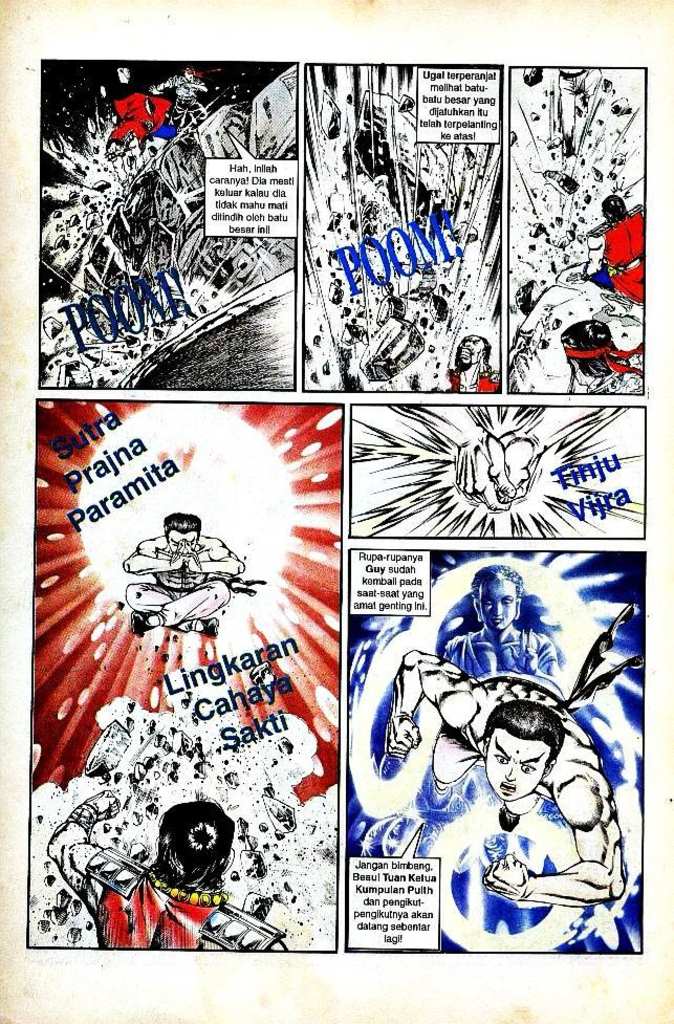 Hah, inilah
caranya! Dia mesti
keluar kalau dia
tidak mahu mati
ditindih oleh batu
besar ini!
POOM!
Ugal terperanjat
melihat batu-
batu besar yang
dijatuhkan itu
telah terpelanting
ke atas!
POOM!
Sutra
Prajna
Paramita
Lingkaran
Cahaya
Sakti
Tinju
Vijra
Rupa-rupanya
Guy sudah
kembali pada
saat-saat yang
amat genting ini.
Jangan bimbang,
Beaul Tuan Ketua
Kumpulan Putih
dan pengikut-
pengikutnya akan
datang sebentar
lagi!